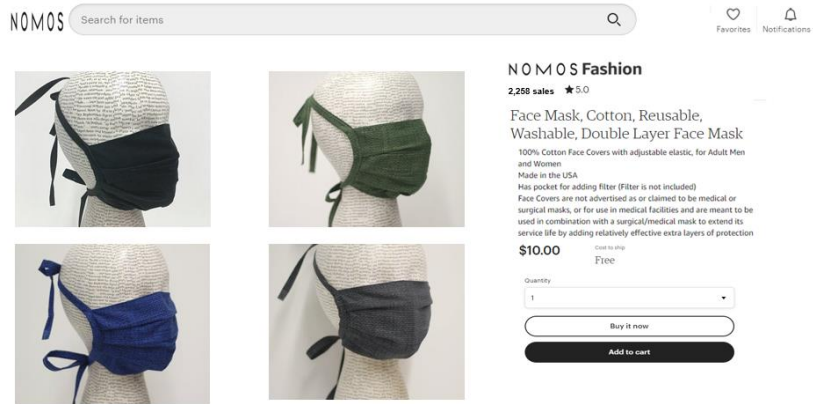 NOMOS
Search for items
Favorites
Notifications
NOMOS Fashion
2,258 sales ★ 5.0
Face Mask, Cotton, Reusable,
Washable, Double Layer Face Mask
100% Cotton Face Covers with adjustable elastic, for Adult Men
and Women
Made in the USA
Has pocket for adding filter (Filter is not included)
Face Covers are not advertised as or claimed to be medical or
surgical masks, or for use in medical facilities and are meant to be
used in combination with a surgical/medical mask to extend its
service life by adding relatively effective extra layers of protection
$10.00
Cost to ship
Free
Quantity
1
Buy it now
Add to cart